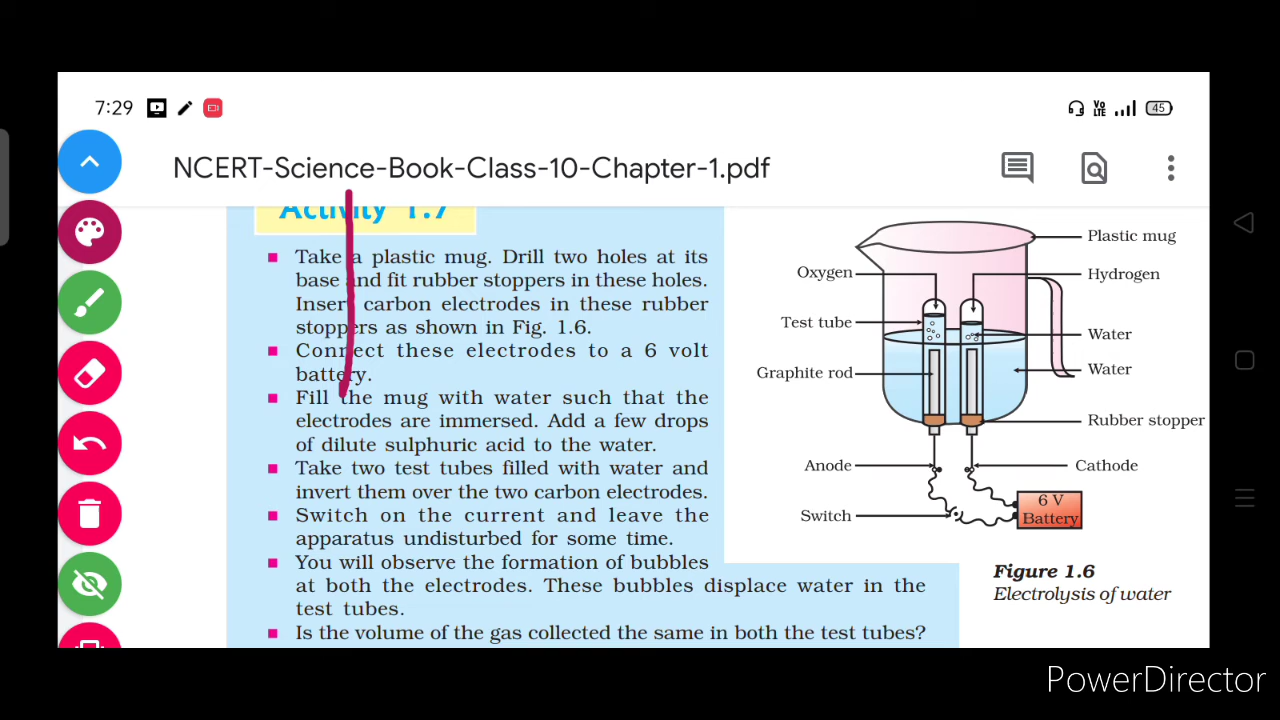 7:29
Vo LTE
45
NCERT-Science-Book-Class-10-Chapter-1.pdf
Activity 1.7
Take a plastic mug. Drill two holes at its
base and fit rubber stoppers in these holes.
Insert carbon electrodes in these rubber
stoppers as shown in Fig. 1.6.
Connect these electrodes to a 6 volt
battery.
Fill the mug with water such that the
electrodes are immersed. Add a few drops
of dilute sulphuric acid to the water.
Take two test tubes filled with water and
invert them over the two carbon electrodes.
Switch on the current and leave the
apparatus undisturbed for some time.
You will observe the formation of bubbles
at both the electrodes. These bubbles displace water in the
test tubes.
Is the volume of the gas collected the same in both the test tubes?
Plastic mug
Oxygen
Hydrogen
Test tube
Water
Graphite rod
Water
Rubber stopper
Anode
Cathode
Switch
6 V
Battery
Figure 1.6
Electrolysis of water
PowerDirector